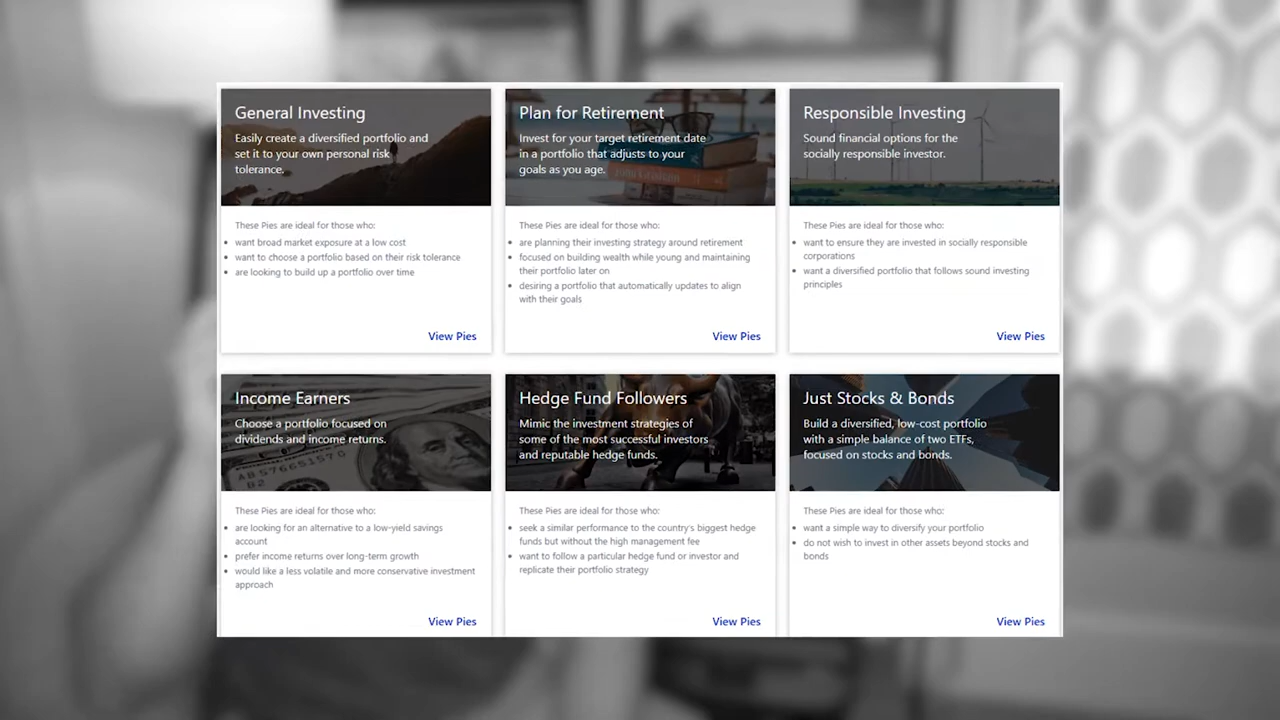 General Investing
Easily create a diversified portfolio and
set it to your own personal risk
tolerance.
These Pies are ideal for those who:
want broad market exposure at a low cost
want to choose a portfolio based on their risk tolerance
are looking to build up a portfolio over time
View Pies
Plan for Retirement
Invest for your target retirement date
in a portfolio that adjusts to your
goals as you age.
These Pies are ideal for those who:
are planning their investing strategy around retirement
focused on building wealth while young and maintaining
their portfolio later on
desiring a portfolio that automatically updates to align
with their goals
View Pies
Responsible Investing
Sound financial options for the
socially responsible investor.
These Pies are ideal for those who:
want to ensure they are invested in socially responsible
corporations
want a diversified portfolio that follows sound investing
principles
View Pies
Income Earners
Choose a portfolio focused on
dividends and income returns.
These Pies are ideal for those who:
are looking for an alternative to a low-yield savings
account
prefer income returns over long-term growth
would like a less volatile and more conservative investment
approach
View Pies
Hedge Fund Followers
Mimic the investment strategies of
some of the most successful investors
and reputable hedge funds.
These Pies are ideal for those who:
seek a similar performance to the country's biggest hedge
funds but without the high management fee
want to follow a particular hedge fund or investor and
replicate their portfolio strategy
View Pies
Just Stocks & Bonds
Build a diversified, low-cost portfolio
with a simple balance of two ETFs,
focused on stocks and bonds.
These Pies are ideal for those who:
want a simple way to diversify your portfolio
do not wish to invest in other assets beyond stocks and
bonds
View Pies